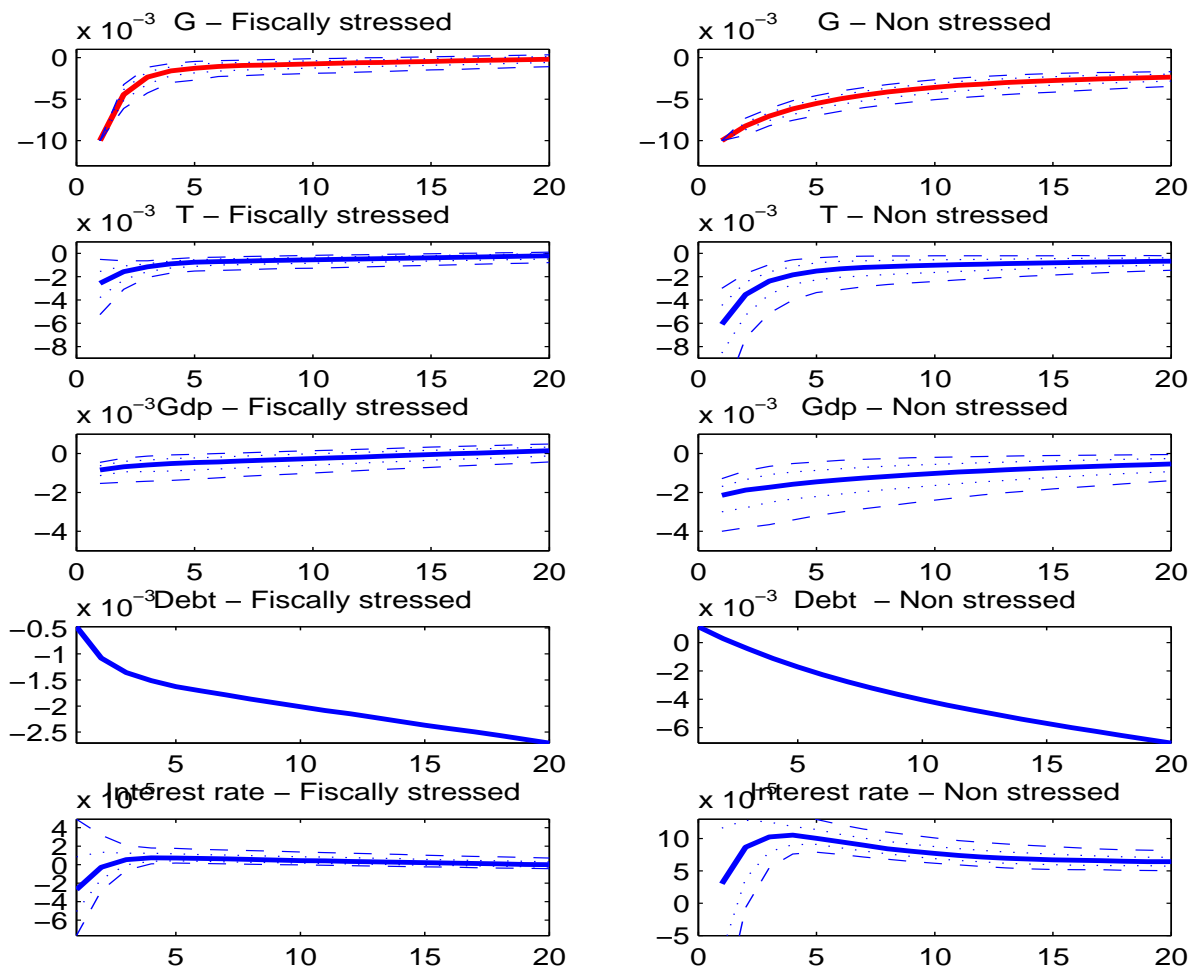 x 10⁻³ G – Fiscally stressed
0
−5
−10
0 5 10 15 20
x 10⁻³ G – Non stressed
0
−5
−10
0 5 10 15 20
x 10⁻³ T – Fiscally stressed
0
−2
−4
−6
−8
0 5 10 15 20
x 10⁻³ T – Non stressed
0
−2
−4
−6
−8
0 5 10 15 20
x 10⁻³ Gdp – Fiscally stressed
0
−2
−4
0 5 10 15 20
x 10⁻³ Gdp – Non stressed
0
−2
−4
0 5 10 15 20
x 10⁻³ Debt – Fiscally stressed
−0.5
−1
−1.5
−2
−2.5
5 10 15 20
x 10⁻³ Debt – Non stressed
0
−2
−4
−6
5 10 15 20
x 10⁻⁵ Interest rate – Fiscally stressed
4
2
0
−2
−4
−6
5 10 15 20
x 10⁻⁵ Interest rate – Non stressed
10
5
0
−5
5 10 15 20